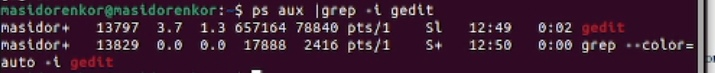 masidorenkor@masidorenkor:~$ ps aux |grep -i gedit
masidor+   13797  3.7  1.3 657164 78840 pts/1    Sl   12:49   0:02 gedit
masidor+   13829  0.0  0.0  17888  2416 pts/1    S+   12:50   0:00 grep --color=
auto -i gedit